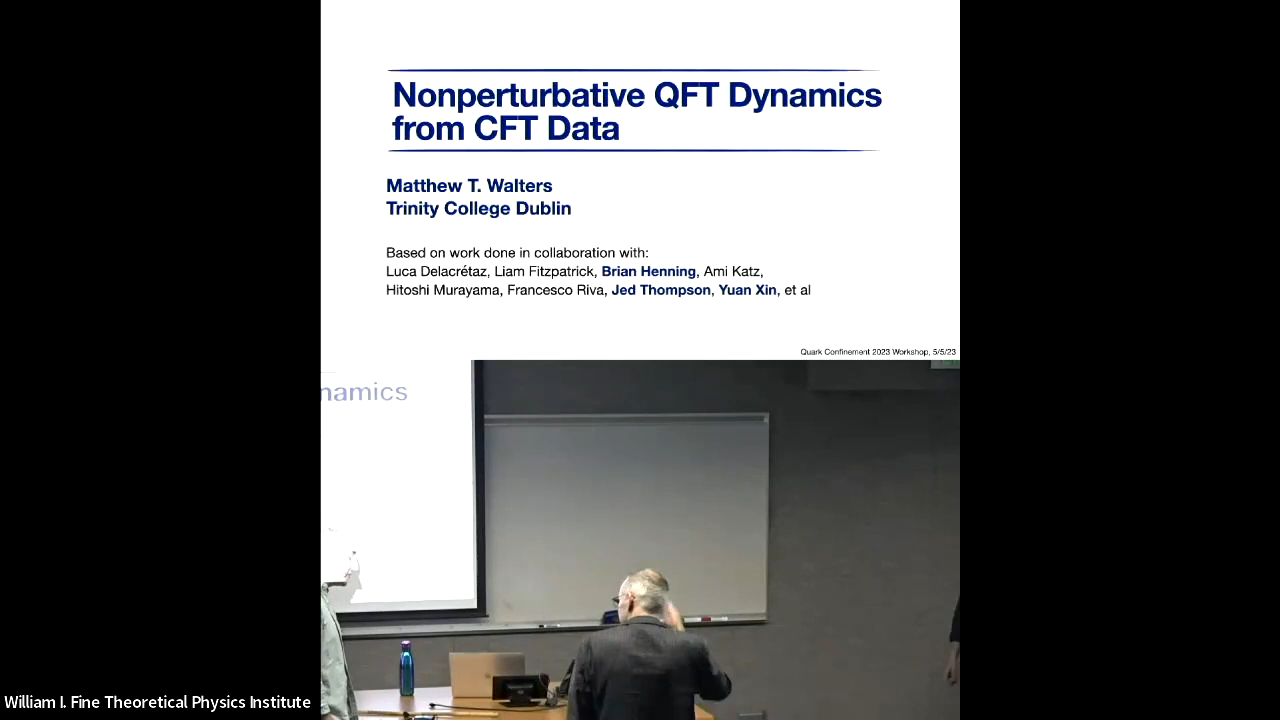 Nonperturbative QFT Dynamics
from CFT Data
Matthew T. Walters
Trinity College Dublin
Based on work done in collaboration with:
Luca Delacrétaz, Liam Fitzpatrick, Brian Henning, Ami Katz,
Hitoshi Murayama, Francesco Riva, Jed Thompson, Yuan Xin, et al
Quark Confinement 2023 Workshop, 5/5/23
namics
William I. Fine Theoretical Physics Institute